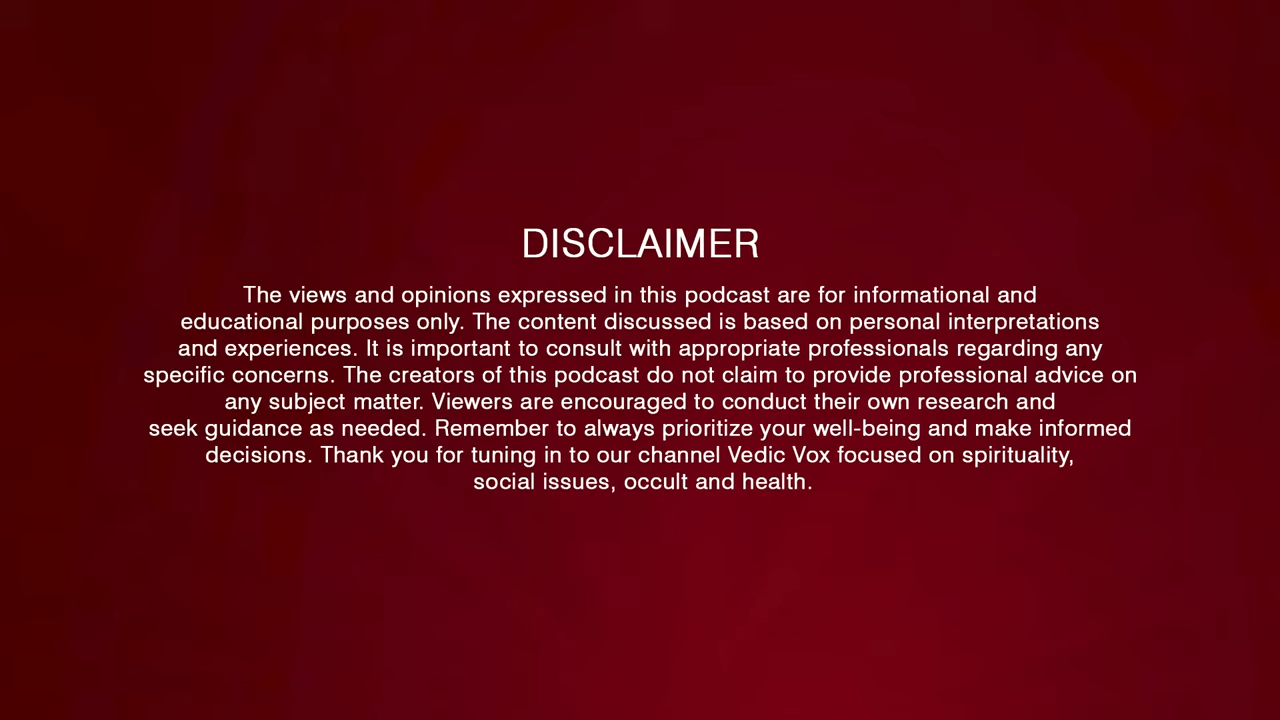 DISCLAIMER
The views and opinions expressed in this podcast are for informational and
educational purposes only. The content discussed is based on personal interpretations
and experiences. It is important to consult with appropriate professionals regarding any
specific concerns. The creators of this podcast do not claim to provide professional advice on
any subject matter. Viewers are encouraged to conduct their own research and
seek guidance as needed. Remember to always prioritize your well-being and make informed
decisions. Thank you for tuning in to our channel Vedic Vox focused on spirituality,
social issues, occult and health.